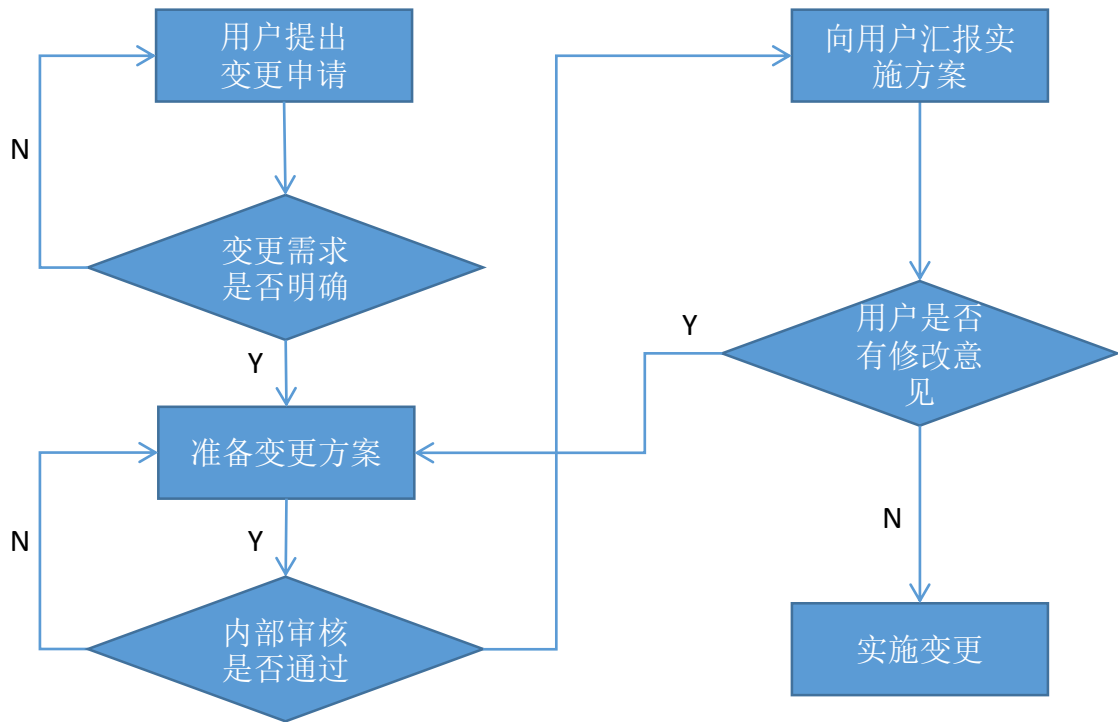 用户提出
变更申请
N
变更需求
是否明确
Y
准备变更方案
N
Y
内部审核
是否通过
向用户汇报实
施方案
Y
用户是否
有修改意
见
N
实施变更